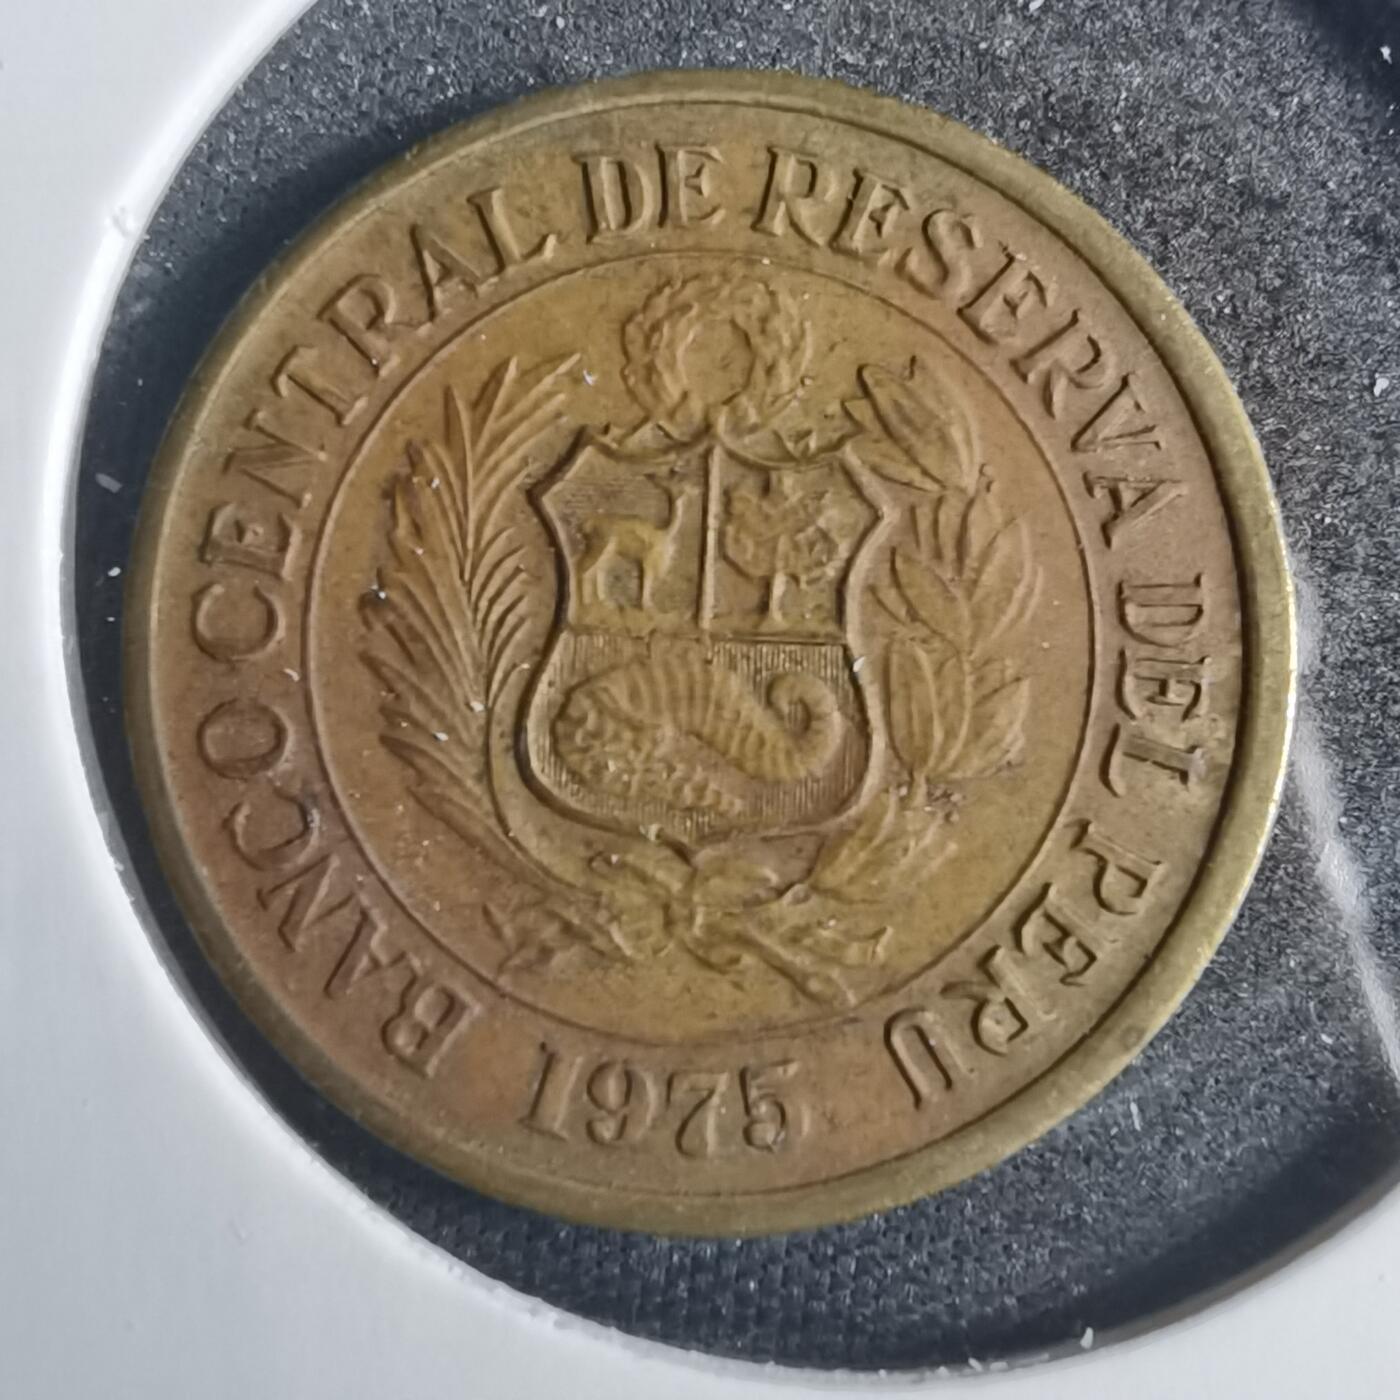 BANCO CENTRAL DE RESERVA DEL PERU
1975